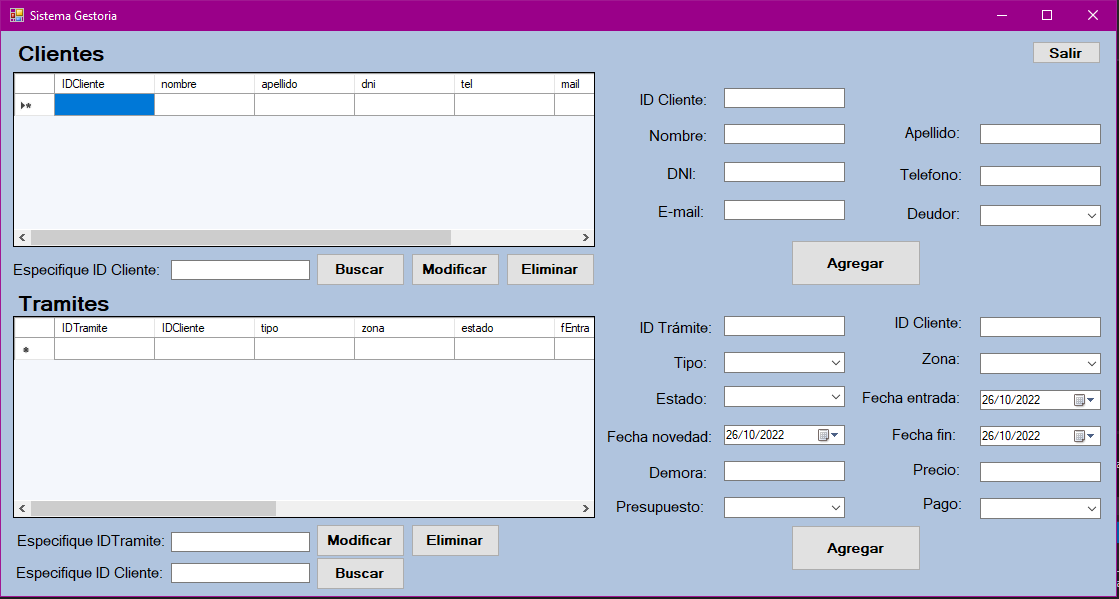 Sistema Gestoria
Clientes
Salir
IDCliente nombre apellido dni tel mail
ID Cliente:
Nombre: Apellido:
DNI: Telefono:
E-mail: Deudor:
Especifique ID Cliente: Buscar Modificar Eliminar
Agregar
Tramites
IDTramite IDCliente tipo zona estado fEntra
ID Trámite: ID Cliente:
Tipo: Zona:
Estado: Fecha entrada: 26/10/2022
Fecha novedad: 26/10/2022 Fecha fin: 26/10/2022
Demora: Precio:
Presupuesto: Pago:
Especifique IDTramite: Modificar Eliminar
Agregar
Especifique ID Cliente: Buscar